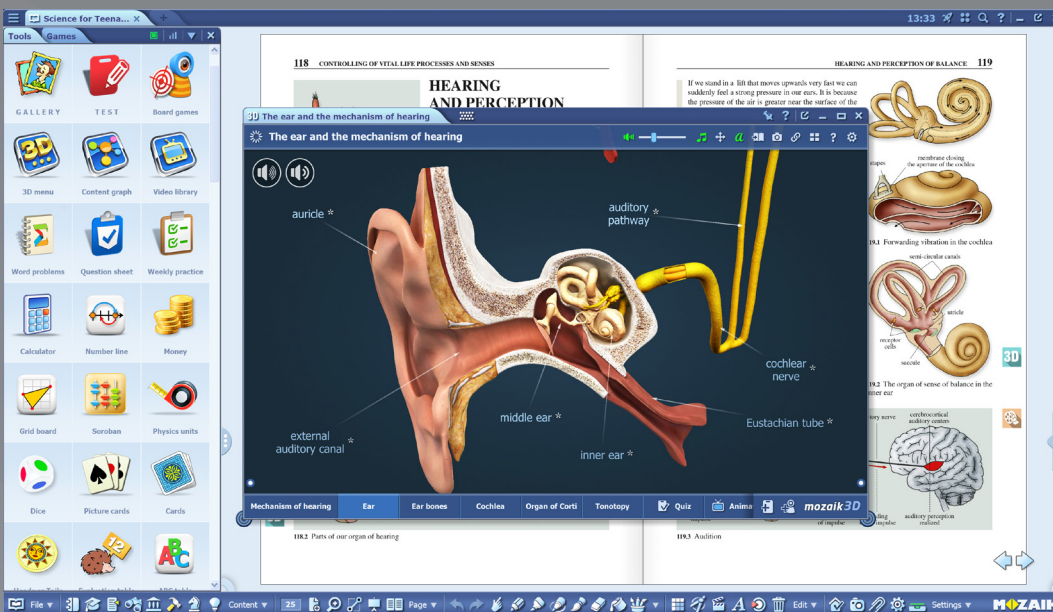 Science for Teena...
13:33
Tools
Games
GALLERY
TEST
Board games
3D menu
Content graph
Video library
Word problems
Question sheet
Weekly practice
Calculator
Number line
Money
Grid board
Soroban
Physics units
Dice
Picture cards
Cards
118 CONTROLLING OF VITAL LIFE PROCESSES AND SENSES
HEARING
AND PERCEPTION
HEARING AND PERCEPTION OF BALANCE 119
If we stand in a lift that moves upwards very fast we can
suddenly feel a strong pressure in our ears. It is because
the pressure of the air is greater near the surface of the
3D The ear and the mechanism of hearing
The ear and the mechanism of hearing
auricle *
auditory
pathway *
cochlear
nerve *
middle ear *
Eustachian tube *
external
auditory canal *
inner ear *
Mechanism of hearing
Ear
Ear bones
Cochlea
Organ of Corti
Tonotopy
Quiz
Anima
mozaik3D
stapes
membrane closing
the aperture of the cochlea
19.1 Forwarding vibration in the cochlea
semi-circular canals
utricle
receptor
cells
saccule
3D
19.2 The organ of sense of balance in the
inner ear
tory nerve
cerebrocortical
auditory centers
auditory perception
realized
of impulse
impulse
118.2 Parts of our organ of hearing
119.3 Audition
File
Content
25
Page
Edit
Settings
MOZAI